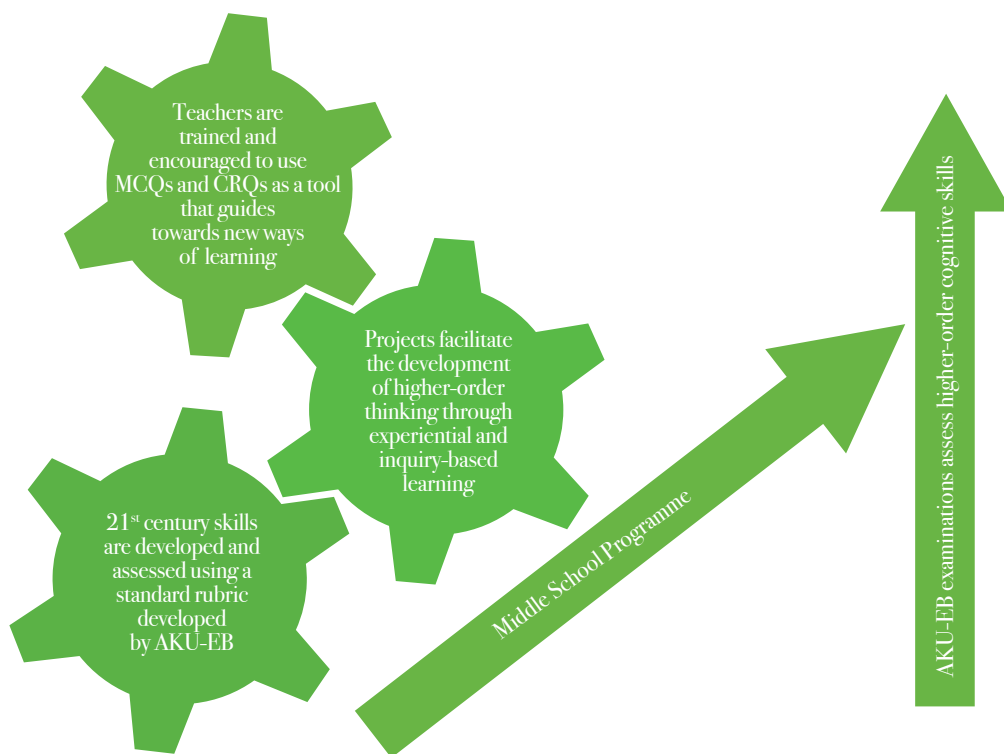 Teachers are
trained and
encouraged to use
MCQs and CRQs as a tool
that guides
towards new ways
of learning
Projects facilitate
the development
of higher-order
thinking through
experiential and
inquiry-based
learning
21st century skills
are developed and
assessed using a
standard rubric
developed
by AKU-EB
Middle School Programme
AKU-EB examinations assess higher-order cognitive skills